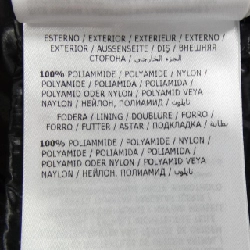 ESTERNO / EXTERIOR / EXTERIEUR / EXTERNO /
EXTERIOR / AUSSENSEITE / DIŞ / ВНЕШНЯЯ
СТОРОНА / الجزء الخارجي /
100% POLIAMMIDE / POLYAMIDE / NYLON /
POLYAMIDE / POLIAMIDA / POLIAMIDA /
POLYAMID ODER NYLON / POLYAMID VEYA
NAYLON / НЕЙЛОН, ПОЛИАМИД / نايلون /
FODERA / LINING / DOUBLURE / FORRO /
FORRO / FUTTER / ASTAR / ПОДКЛАДКА / بطانة /
100% POLIAMMIDE / POLYAMIDE / NYLON /
POLYAMIDE / POLIAMIDA / POLIAMIDA /
POLYAMID ODER NYLON / POLYAMID VEYA
NAYLON / НЕЙЛОН, ПОЛИАМИД / نايلون /